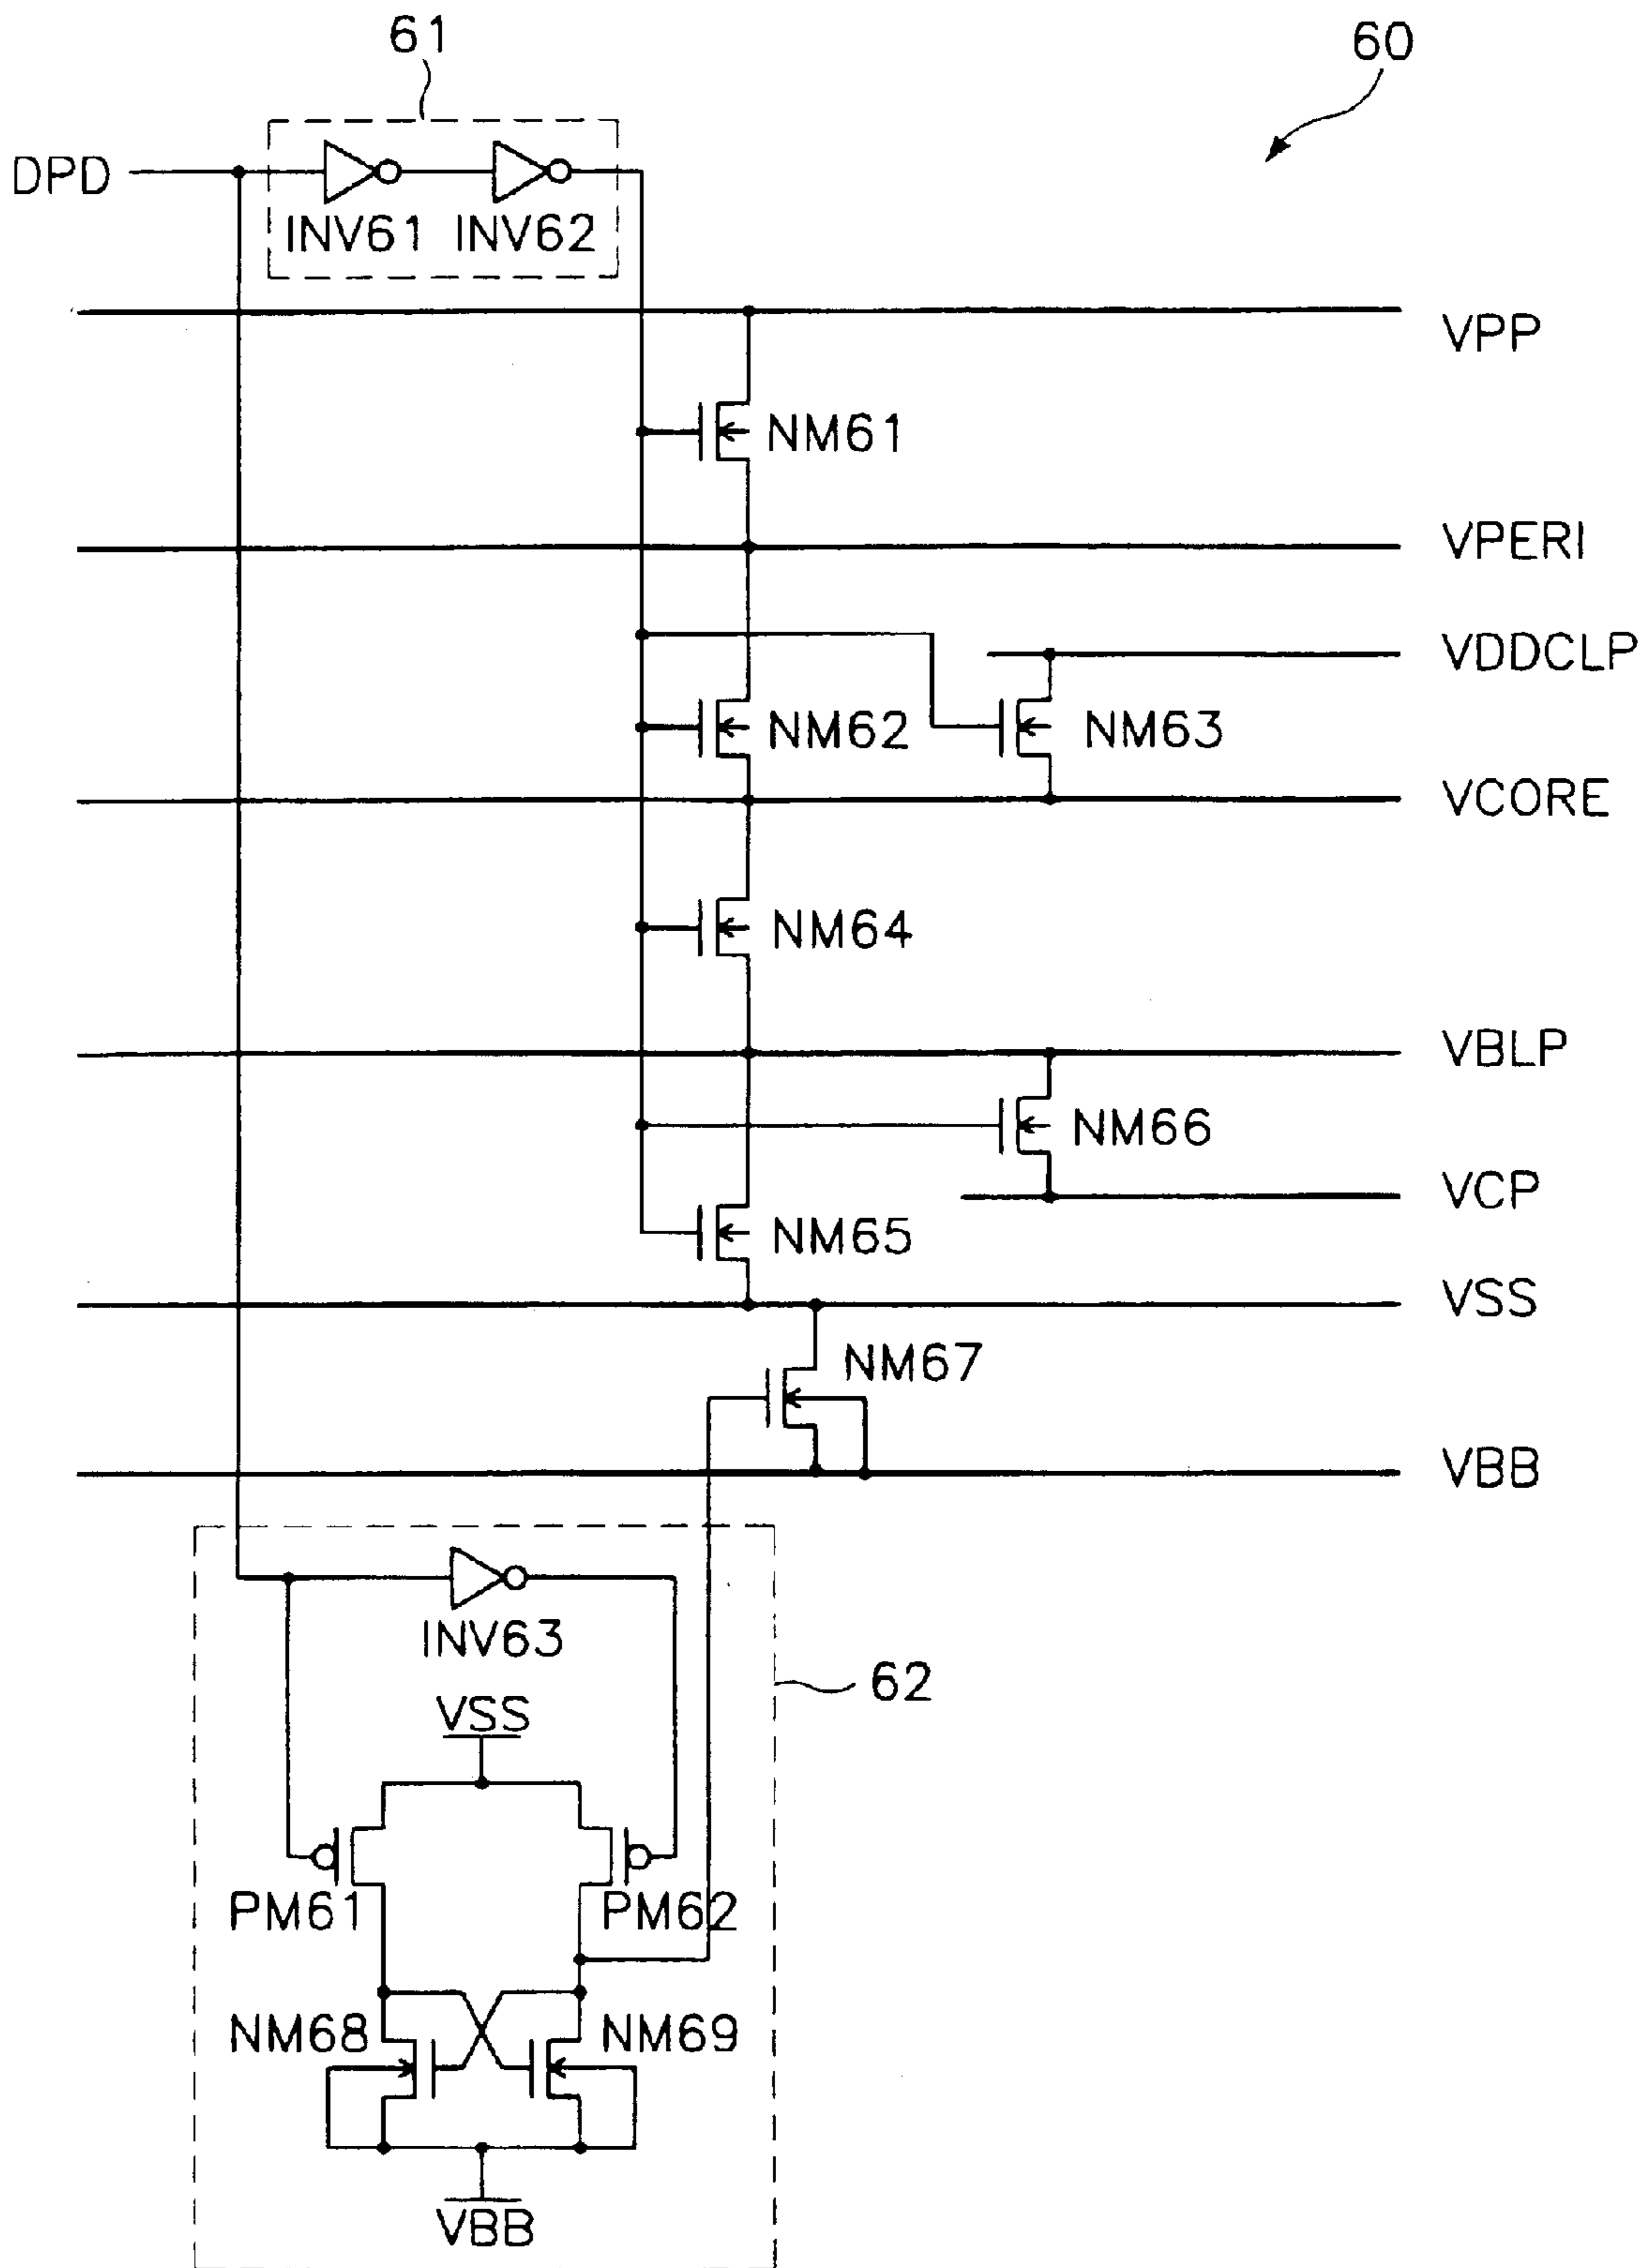 61
60
DPD
INV61 INV62
VPP
NM61
VPERI
VDDCLP
NM62
NM63
VCORE
NM64
VBLP
NM66
VCP
NM65
VSS
NM67
VBB
INV63
62
VSS
PM61
PM62
NM68
NM69
VBB